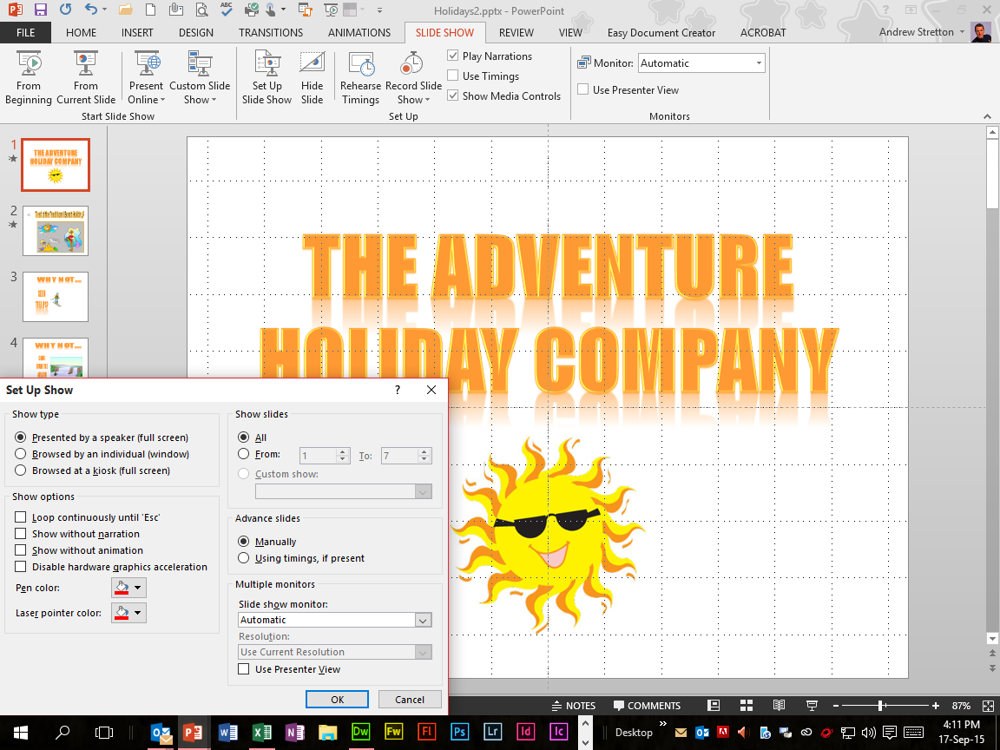 Holidays2.pptx - PowerPoint
FILE HOME INSERT DESIGN TRANSITIONS ANIMATIONS SLIDE SHOW REVIEW VIEW Easy Document Creator ACROBAT Andrew Stretton
From Beginning
From Current Slide
Present Online
Custom Slide Show
Start Slide Show
Set Up Slide Show
Hide Slide
Rehearse Timings
Record Slide Show
Play Narrations
Use Timings
Show Media Controls
Set Up
Monitor: Automatic
Use Presenter View
Monitors
1
THE ADVENTURE
HOLIDAY COMPANY
2
3
WHY NOT...
4
WHY NOT...
THE ADVENTURE
HOLIDAY COMPANY
Set Up Show ?
Show type
Presented by a speaker (full screen)
Browsed by an individual (window)
Browsed at a kiosk (full screen)
Show options
Loop continuously until 'Esc'
Show without narration
Show without animation
Disable hardware graphics acceleration
Pen color:
Laser pointer color:
Show slides
All
From: 1 To: 7
Custom show:
Advance slides
Manually
Using timings, if present
Multiple monitors
Slide show monitor:
Automatic
Resolution:
Use Current Resolution
Use Presenter View
OK Cancel
NOTES COMMENTS 87%
Dw Fw Fl Ps Lr Id Ic
Desktop
4:11 PM
17-Sep-15